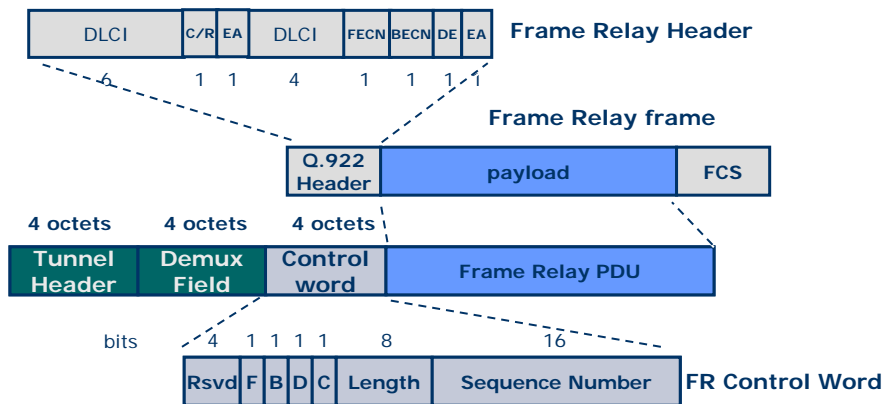 DLCI C/R EA DLCI FECN BECN DE EA Frame Relay Header
6 1 1 4 1 1 1 1
Frame Relay frame
Q.922 Header payload FCS
4 octets 4 octets 4 octets
Tunnel Header Demux Field Control word Frame Relay PDU
bits 4 1 1 1 1 8 16
Rsvd F B D C Length Sequence Number FR Control Word